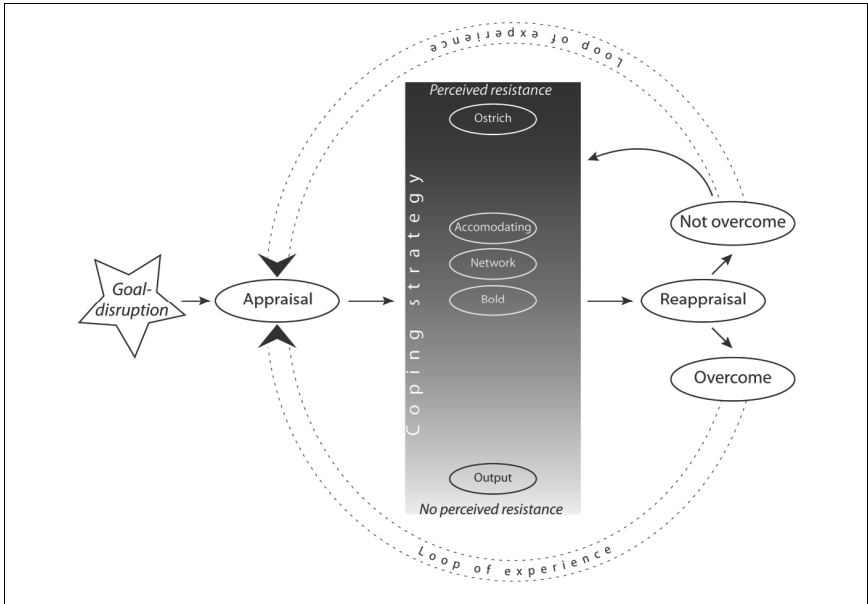 Loop of experience
Perceived resistance
Ostrich
Coping strategy
Accomodating
Network
Bold
Output
No perceived resistance
Goal-
disruption
Appraisal
Reappraisal
Not overcome
Overcome
Loop of experience